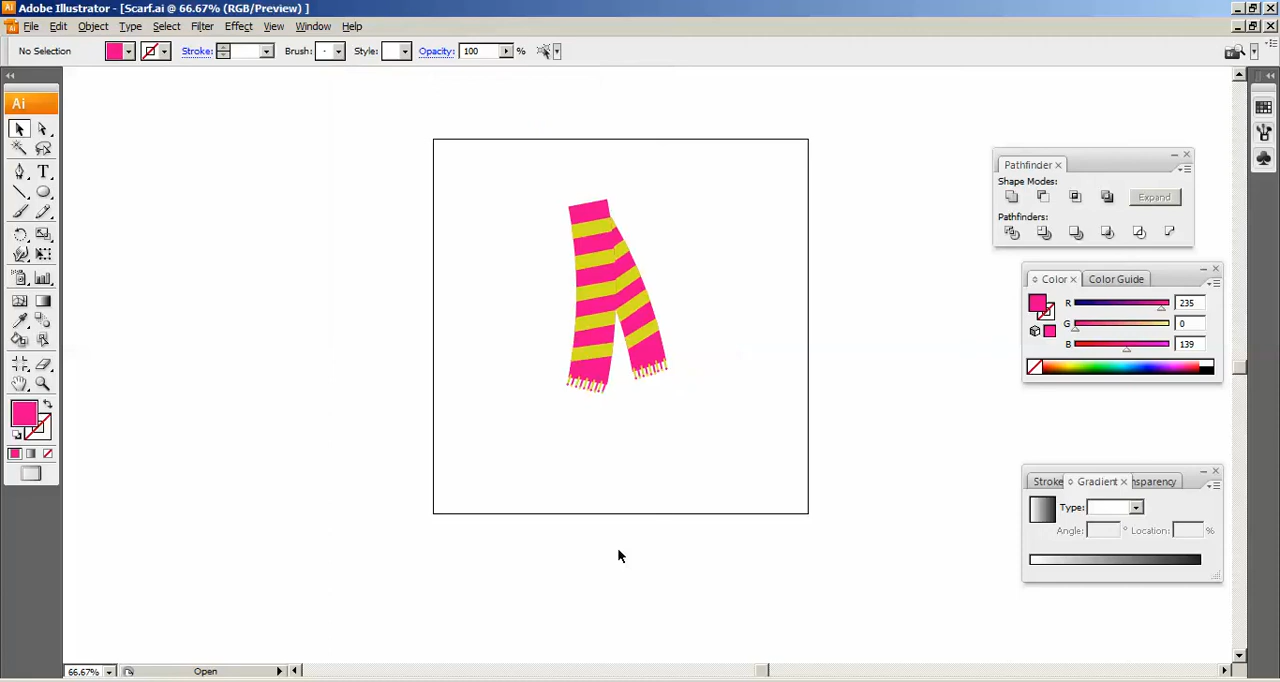 Adobe Illustrator - [Scarf.ai @ 66.67% (RGB/Preview) ]
File Edit Object Type Select Filter Effect View Window Help
No Selection Stroke: Brush: Style: Opacity: 100 %
Ai
Pathfinder
Shape Modes:
Expand
Pathfinders:
Color Color Guide
R 235
G 0
B 139
Stroke Gradient nsparency
Type:
Angle: ° Location: %
66.67% Open